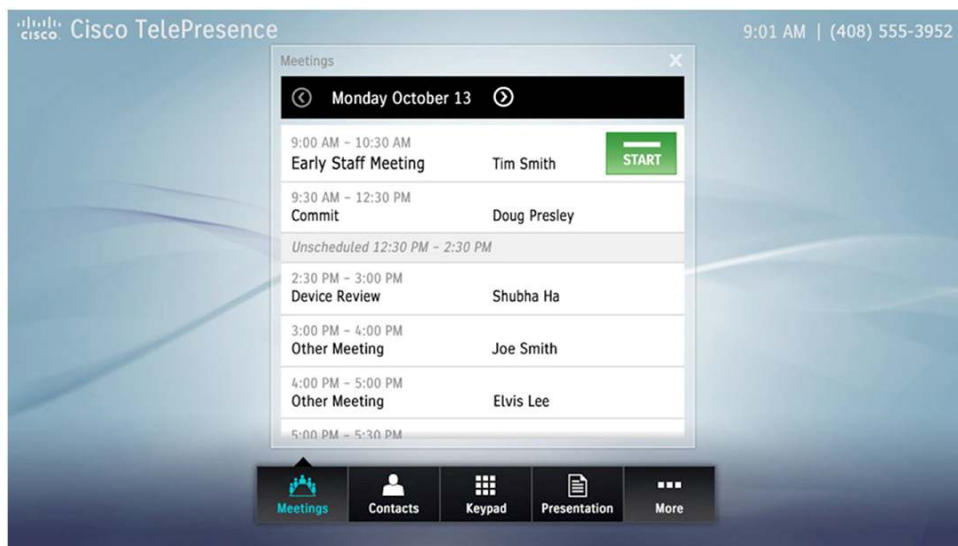 CISCO Cisco TelePresence
9:01 AM | (408) 555-3952
Meetings
Monday October 13
9:00 AM – 10:30 AM
Early Staff Meeting Tim Smith START
9:30 AM – 12:30 PM
Commit Doug Presley
Unscheduled 12:30 PM – 2:30 PM
2:30 PM – 3:00 PM
Device Review Shubha Ha
3:00 PM – 4:00 PM
Other Meeting Joe Smith
4:00 PM – 5:00 PM
Other Meeting Elvis Lee
5:00 PM – 5:30 PM
Meetings Contacts Keypad Presentation More